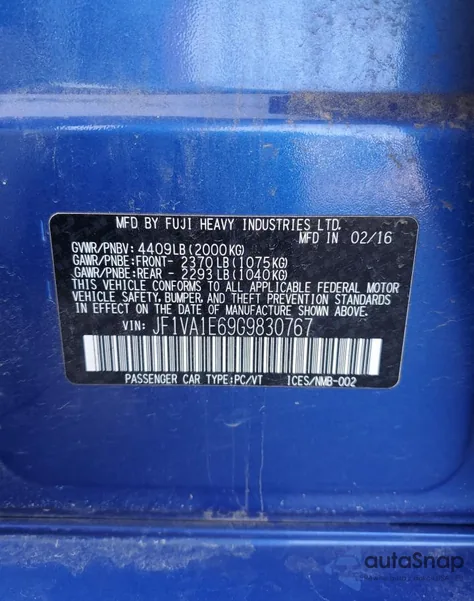 MFD BY FUJI HEAVY INDUSTRIES LTD.
MFD IN 02/16
GVWR/PNBV: 4409LB(2000KG)
GAWR/PNBE:FRONT- 2370LB(1075KG)
GAWR/PNBE:REAR - 2293LB(1040KG)
THIS VEHICLE CONFORMS TO ALL APPLICABLE FEDERAL MOTOR
VEHICLE SAFETY, BUMPER, AND THEFT PREVENTION STANDARDS
IN EFFECT ON THE DATE OF MANUFACTURE SHOWN ABOVE.
VIN: JF1VA1E69G9830767
PASSENGER CAR TYPE:PC/VT ICES/NMB-002
autoSnap